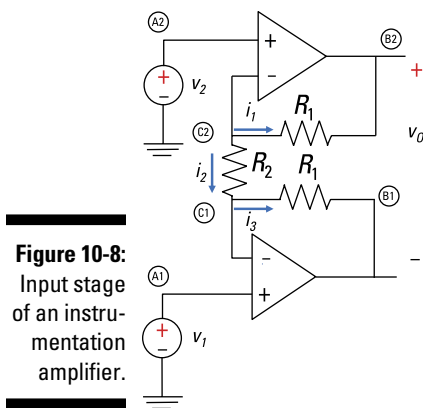 A2
B2
+
+
+
v2
−
−
i1
R1
v0
C2
i2
R2
R1
C1
B1
i3
Figure 10-8:
Input stage
of an instru-
mentation
amplifier.
−
−
A1
+
+
v1
−